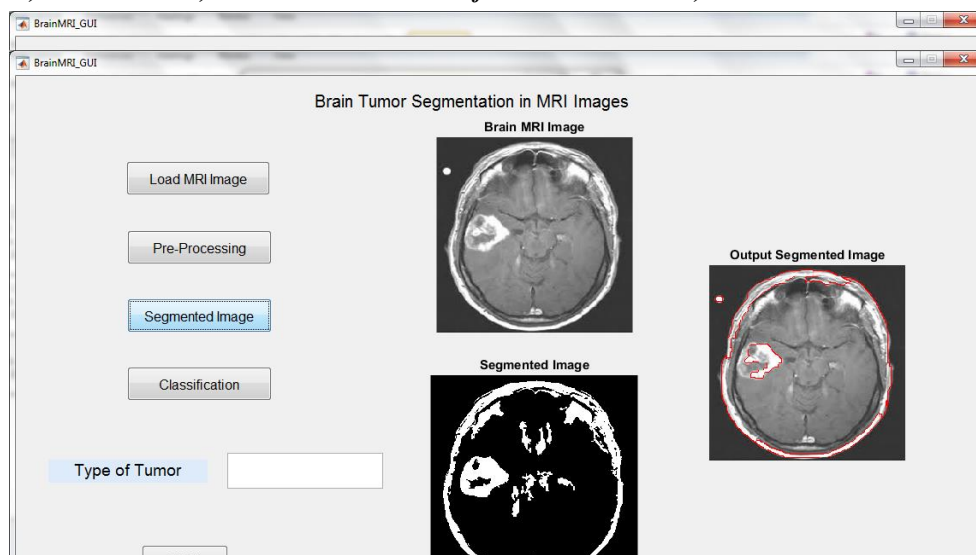 BrainMRI_GUI
BrainMRI_GUI
Brain Tumor Segmentation in MRI Images
Brain MRI Image
Load MRI Image
Pre-Processing
Output Segmented Image
Segmented Image
Segmented Image
Classification
Type of Tumor